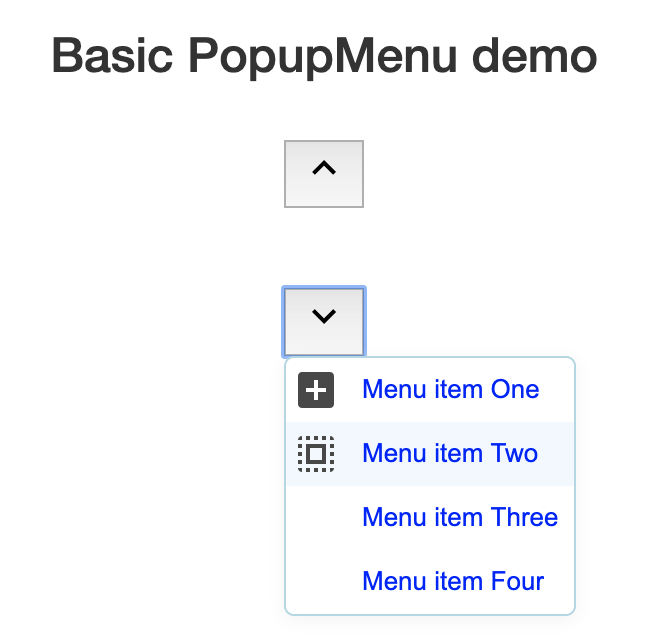 Basic PopupMenu demo
Menu item One
Menu item Two
Menu item Three
Menu item Four